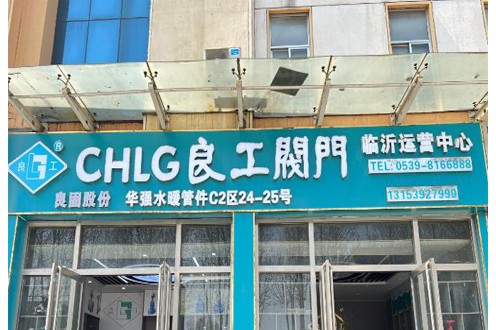 良 工 ®
CHLG良工閥門
临沂运营中心
TEL: 0539-8166888
13153927999
良固股份 华强水暖管件C2区24-25号